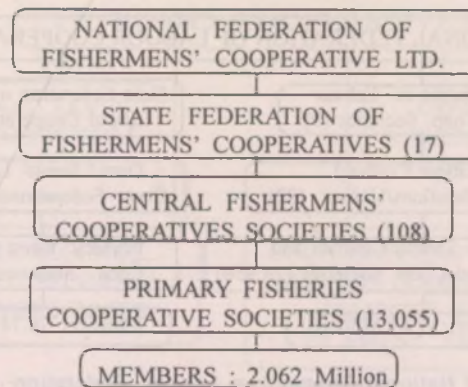 NATIONAL FEDERATION OF
FISHERMENS' COOPERATIVE LTD.
STATE FEDERATION OF
FISHERMENS' COOPERATIVES (17)
CENTRAL FISHERMENS'
COOPERATIVES SOCIETIES (108)
PRIMARY FISHERIES
COOPERATIVE SOCIETIES (13,055)
MEMBERS : 2.062 Million